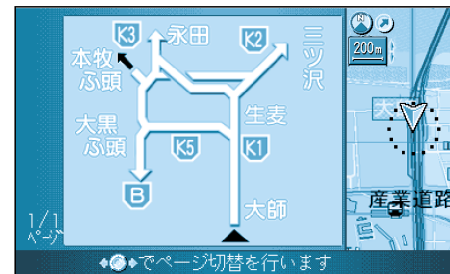 K3
永田
K2
三ツ沢
本牧
ふ頭
200m
大
生麦
大黒
ふ頭
K5
K1
B
大師
産業道路
1/1
ページ
でページ切替を行います